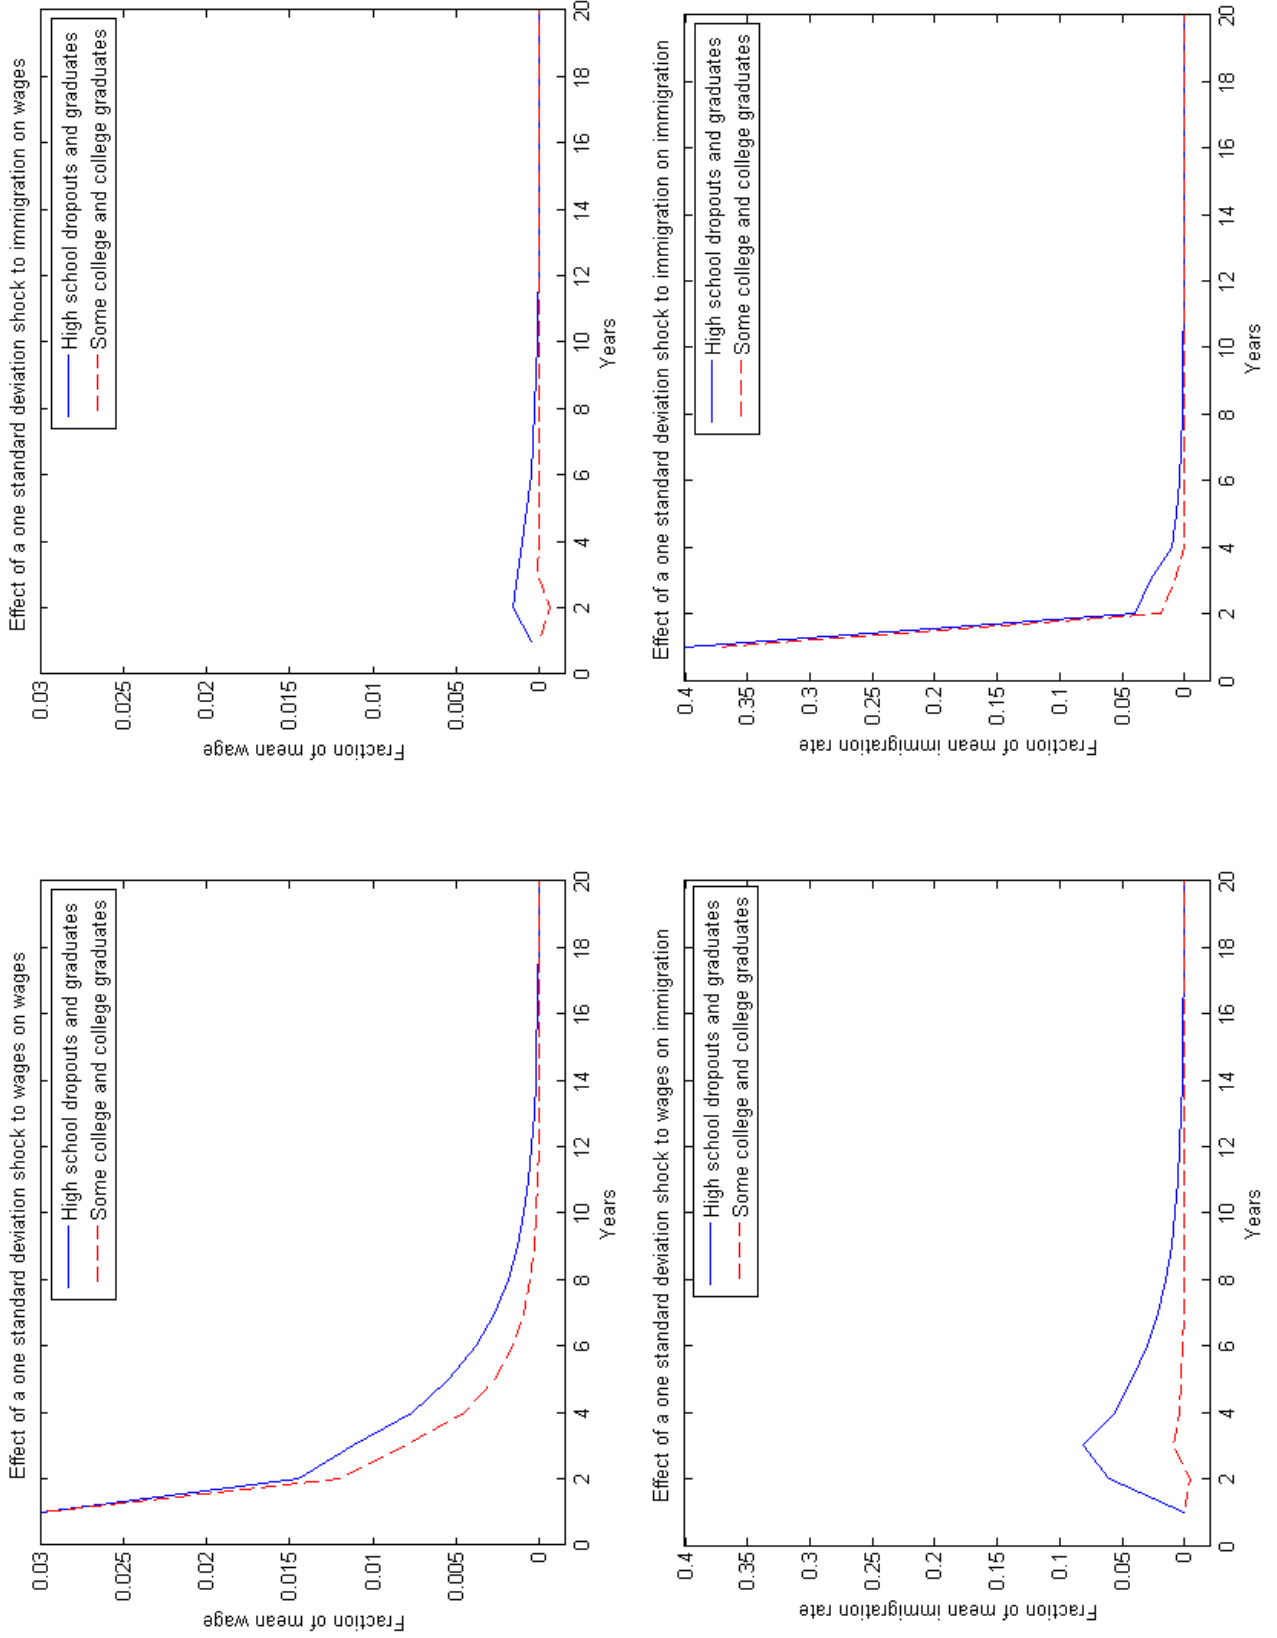 Effect of a one standard deviation shock to wages on wages
High school dropouts and graduates
Some college and college graduates
0.03
0.025
0.02
0.015
0.01
0.005
0
Fraction of mean wage
0 2 4 6 8 10 12 14 16 18 20
Years
Effect of a one standard deviation shock to immigration on wages
High school dropouts and graduates
Some college and college graduates
0.03
0.025
0.02
0.015
0.01
0.005
0
Fraction of mean wage
0 2 4 6 8 10 12 14 16 18 20
Years
Effect of a one standard deviation shock to wages on immigration
High school dropouts and graduates
Some college and college graduates
0.4
0.35
0.3
0.25
0.2
0.15
0.1
0.05
0
Fraction of mean immigration rate
0 2 4 6 8 10 12 14 16 18 20
Years
Effect of a one standard deviation shock to immigration on immigration
High school dropouts and graduates
Some college and college graduates
0.4
0.35
0.3
0.25
0.2
0.15
0.1
0.05
0
Fraction of mean immigration rate
0 2 4 6 8 10 12 14 16 18 20
Years